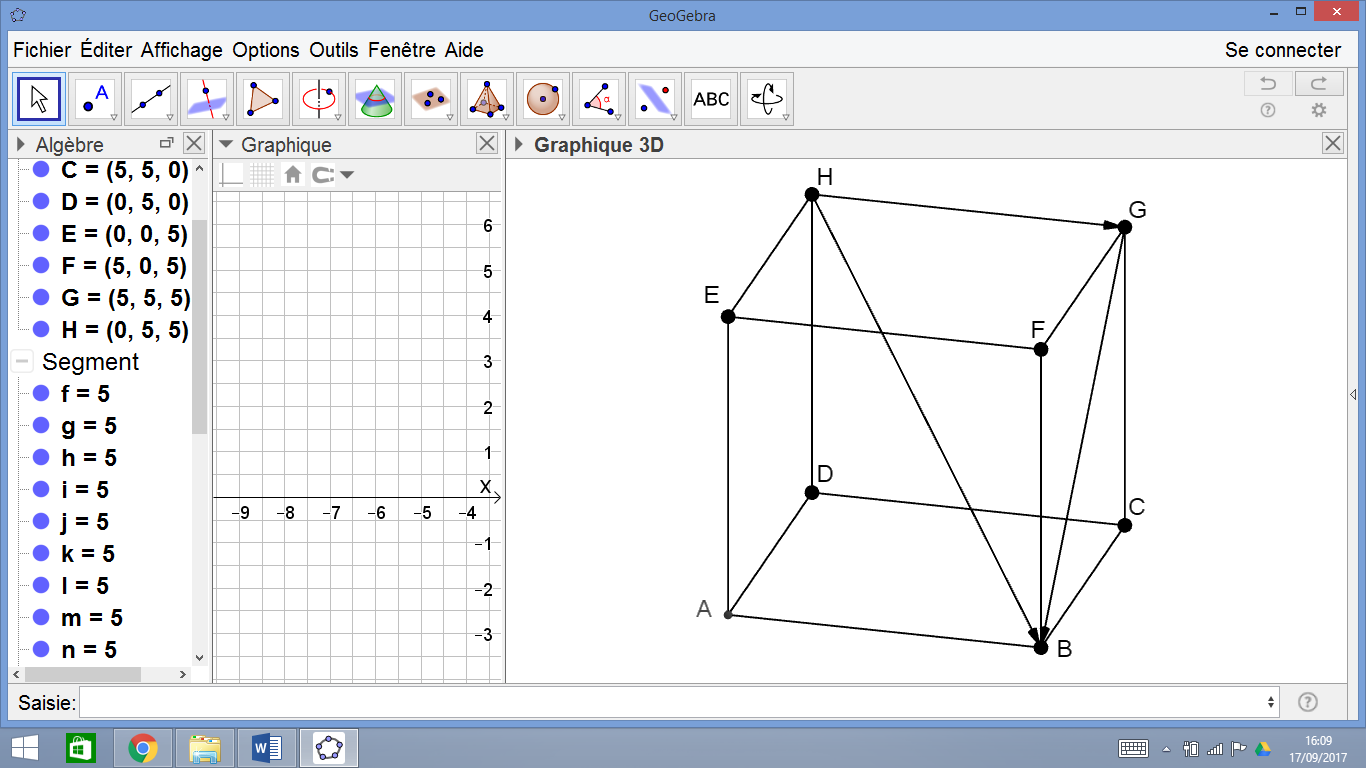 GeoGebra
Fichier Éditer Affichage Options Outils Fenêtre Aide
Se connecter
A
α
ABC
Algèbre
C = (5, 5, 0)
D = (0, 5, 0)
E = (0, 0, 5)
F = (5, 0, 5)
G = (5, 5, 5)
H = (0, 5, 5)
Segment
f = 5
g = 5
h = 5
i = 5
j = 5
k = 5
l = 5
m = 5
n = 5
Graphique
6
5
4
3
2
1
X
−9 −8 −7 −6 −5 −4
−1
−2
−3
Graphique 3D
H
G
E
F
D
C
A
B
Saisie:
16:09
17/09/2017